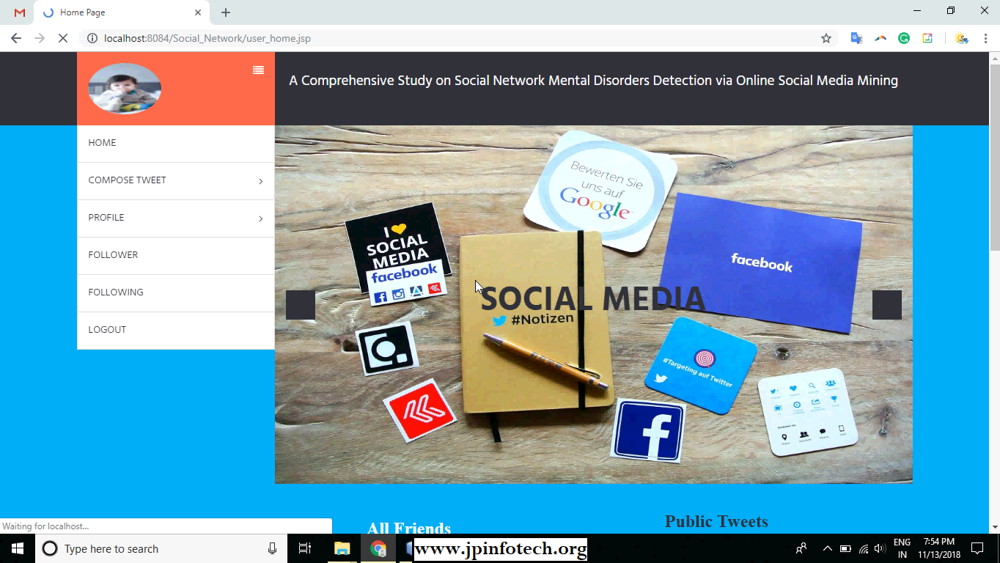 Home Page
localhost:8084/Social_Network/user_home.jsp
A Comprehensive Study on Social Network Mental Disorders Detection via Online Social Media Mining
HOME
COMPOSE TWEET
PROFILE
FOLLOWER
FOLLOWING
LOGOUT
Bewerten Sie
uns auf
Google
I
SOCIAL
MEDIA
facebook
facebook
SOCIAL MEDIA
#Notizen
#Targeting auf Twitter
All Friends
Public Tweets
Waiting for localhost...
Type here to search
www.jpinfotech.org
ENG
IN
7:54 PM
11/13/2018